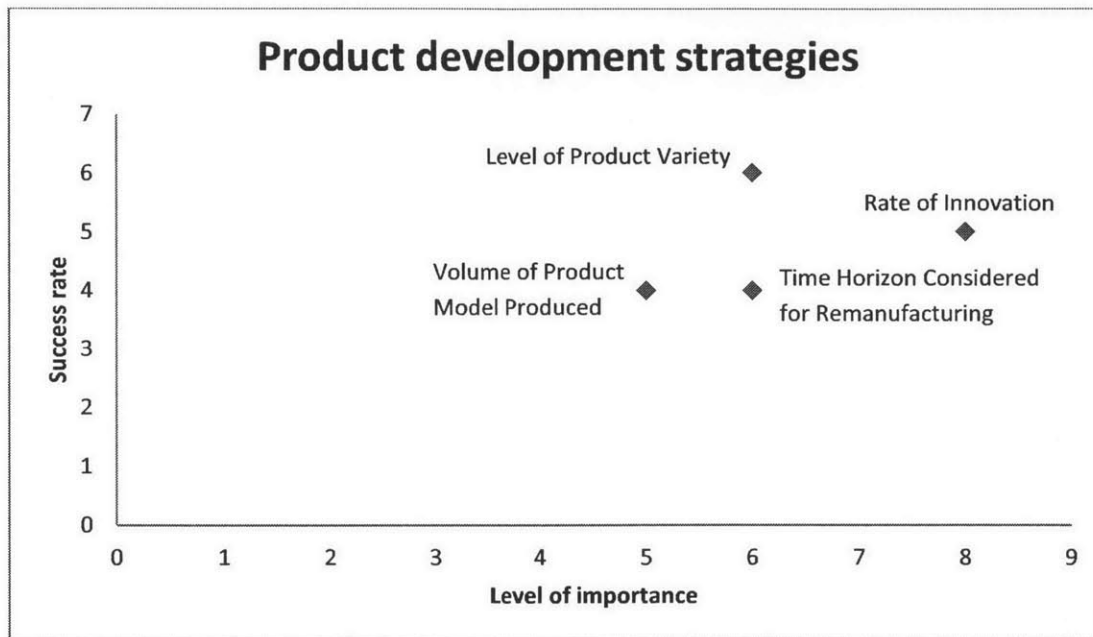 Product development strategies
7
6
5
4
3
2
1
0
Success rate
Level of Product Variety
Rate of Innovation
Volume of Product
Model Produced
Time Horizon Considered
for Remanufacturing
0 1 2 3 4 5 6 7 8 9
Level of importance